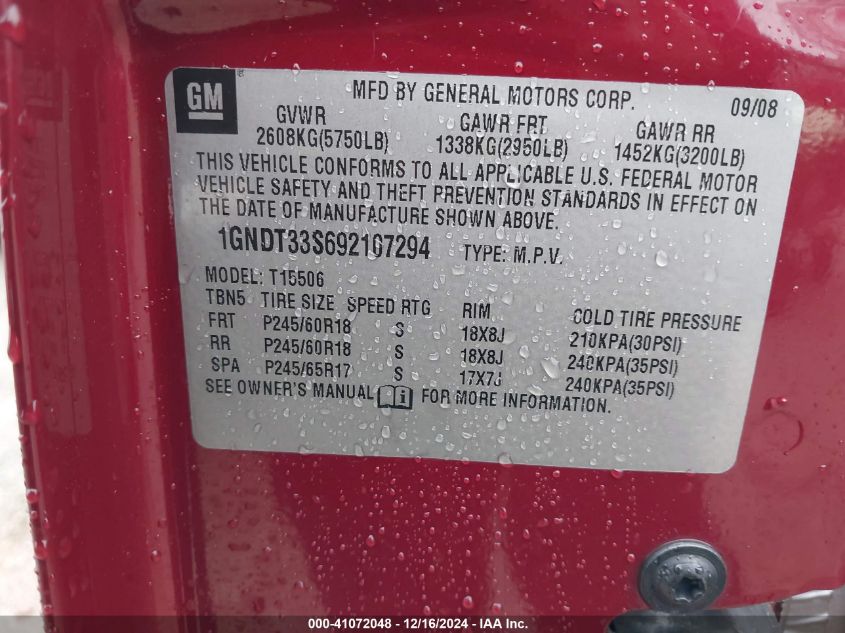 GM
MFD BY GENERAL MOTORS CORP. 09/08
GVWR GAWR FRT GAWR RR
2608KG(5750LB) 1338KG(2950LB) 1452KG(3200LB)
THIS VEHICLE CONFORMS TO ALL APPLICABLE U.S. FEDERAL MOTOR
VEHICLE SAFETY AND THEFT PREVENTION STANDARDS IN EFFECT ON
THE DATE OF MANUFACTURE SHOWN ABOVE.
1GNDT33S692107294 TYPE: M.P.V.
MODEL: T15506
TBN5 TIRE SIZE SPEED RTG RIM COLD TIRE PRESSURE
FRT P245/60R18 S 18X8J 210KPA(30PSI)
RR P245/60R18 S 18X8J 240KPA(35PSI)
SPA P245/65R17 S 17X7J 240KPA(35PSI)
SEE OWNER'S MANUAL i FOR MORE INFORMATION.
000-41072048 - 12/16/2024 - IAA Inc.